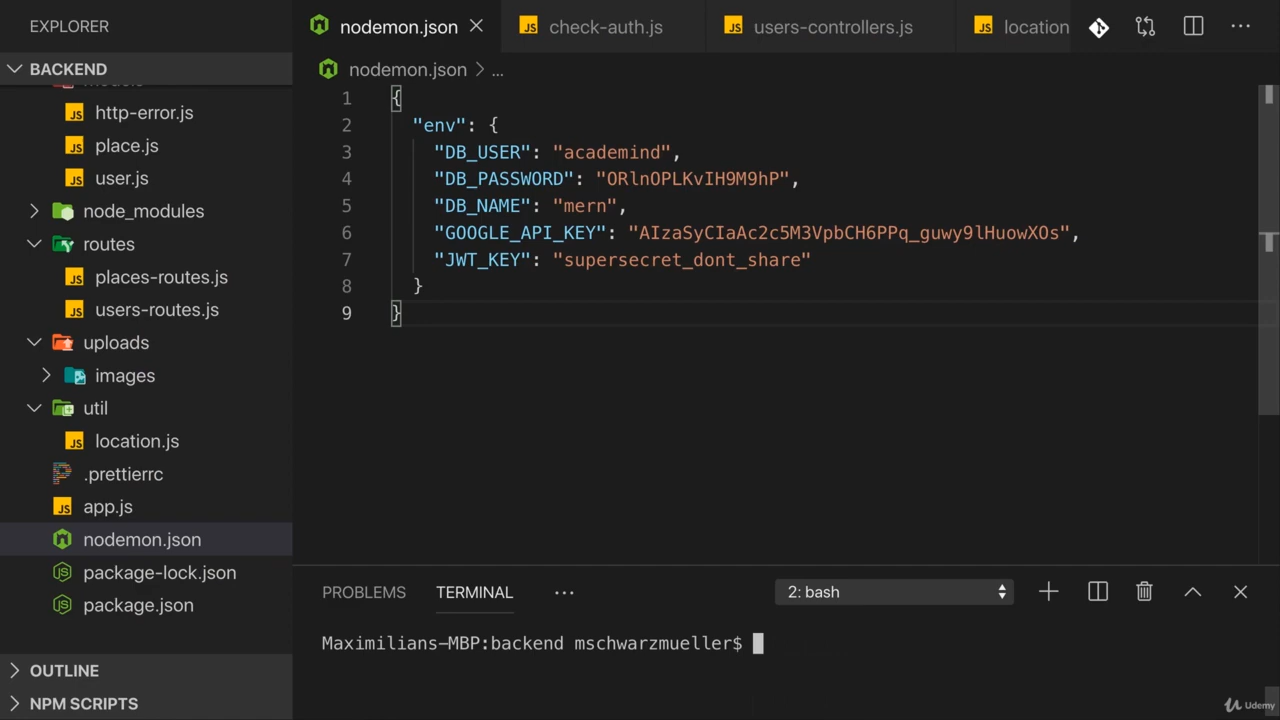 EXPLORER
nodemon.json
check-auth.js
users-controllers.js
location
BACKEND
nodemon.json > ...
models
http-error.js
place.js
user.js
node_modules
routes
places-routes.js
users-routes.js
uploads
images
util
location.js
.prettierrc
app.js
nodemon.json
package-lock.json
package.json
OUTLINE
NPM SCRIPTS
1 {
2 "env": {
3 "DB_USER": "academind",
4 "DB_PASSWORD": "ORlnOPLKvIH9M9hP",
5 "DB_NAME": "mern",
6 "GOOGLE_API_KEY": "AIzaSyCIaAc2c5M3VpbCH6PPq_guwy9lHuowXOs",
7 "JWT_KEY": "supersecret_dont_share"
8 }
9 }
PROBLEMS TERMINAL ... 2: bash
Maximilians-MBP:backend mschwarzmueller$
Udemy